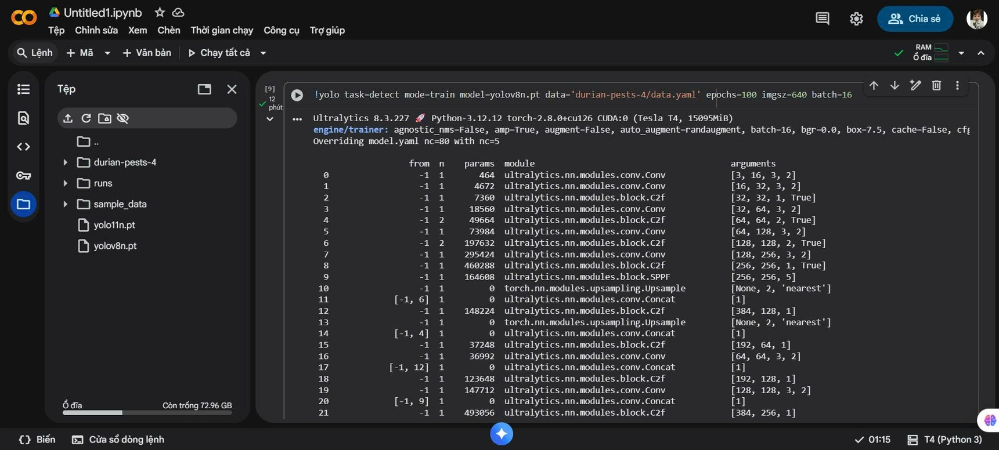 Untitled1.ipynb
Tệp Chỉnh sửa Xem Chèn Thời gian chạy Công cụ Trợ giúp
Chia sẻ
Lệnh + Mã + Văn bản Chạy tất cả
RAM
Ổ đĩa
Tệp
..
durian-pests-4
runs
sample_data
yolo11n.pt
yolov8n.pt
Ổ đĩa Còn trống 72.96 GB
[9]
12
phút
!yolo task=detect mode=train model=yolov8n.pt data='durian-pests-4/data.yaml' epochs=100 imgsz=640 batch=16
Ultralytics 8.3.227 🚀 Python-3.12.12 torch-2.8.0+cu126 CUDA:0 (Tesla T4, 15095MiB)
engine/trainer: agnostic_nms=False, amp=True, augment=False, auto_augment=randaugment, batch=16, bgr=0.0, box=7.5, cache=False, cfg
Overriding model.yaml nc=80 with nc=5
from n params module arguments
0 -1 1 464 ultralytics.nn.modules.conv.Conv [3, 16, 3, 2]
1 -1 1 4672 ultralytics.nn.modules.conv.Conv [16, 32, 3, 2]
2 -1 1 7360 ultralytics.nn.modules.block.C2f [32, 32, 1, True]
3 -1 1 18560 ultralytics.nn.modules.conv.Conv [32, 64, 3, 2]
4 -1 2 49664 ultralytics.nn.modules.block.C2f [64, 64, 2, True]
5 -1 1 73984 ultralytics.nn.modules.conv.Conv [64, 128, 3, 2]
6 -1 2 197632 ultralytics.nn.modules.block.C2f [128, 128, 2, True]
7 -1 1 295424 ultralytics.nn.modules.conv.Conv [128, 256, 3, 2]
8 -1 1 460288 ultralytics.nn.modules.block.C2f [256, 256, 1, True]
9 -1 1 164608 ultralytics.nn.modules.block.SPPF [256, 256, 5]
10 -1 1 0 torch.nn.modules.upsampling.Upsample [None, 2, 'nearest']
11 [-1, 6] 1 0 ultralytics.nn.modules.conv.Concat [1]
12 -1 1 148224 ultralytics.nn.modules.block.C2f [384, 128, 1]
13 -1 1 0 torch.nn.modules.upsampling.Upsample [None, 2, 'nearest']
14 [-1, 4] 1 0 ultralytics.nn.modules.conv.Concat [1]
15 -1 1 37248 ultralytics.nn.modules.block.C2f [192, 64, 1]
16 -1 1 36992 ultralytics.nn.modules.conv.Conv [64, 64, 3, 2]
17 [-1, 12] 1 0 ultralytics.nn.modules.conv.Concat [1]
18 -1 1 123648 ultralytics.nn.modules.block.C2f [192, 128, 1]
19 -1 1 147712 ultralytics.nn.modules.conv.Conv [128, 128, 3, 2]
20 [-1, 9] 1 0 ultralytics.nn.modules.conv.Concat [1]
21 -1 1 493056 ultralytics.nn.modules.block.C2f [384, 256, 1]
Biến Cửa sổ dòng lệnh 01:15 T4 (Python 3)